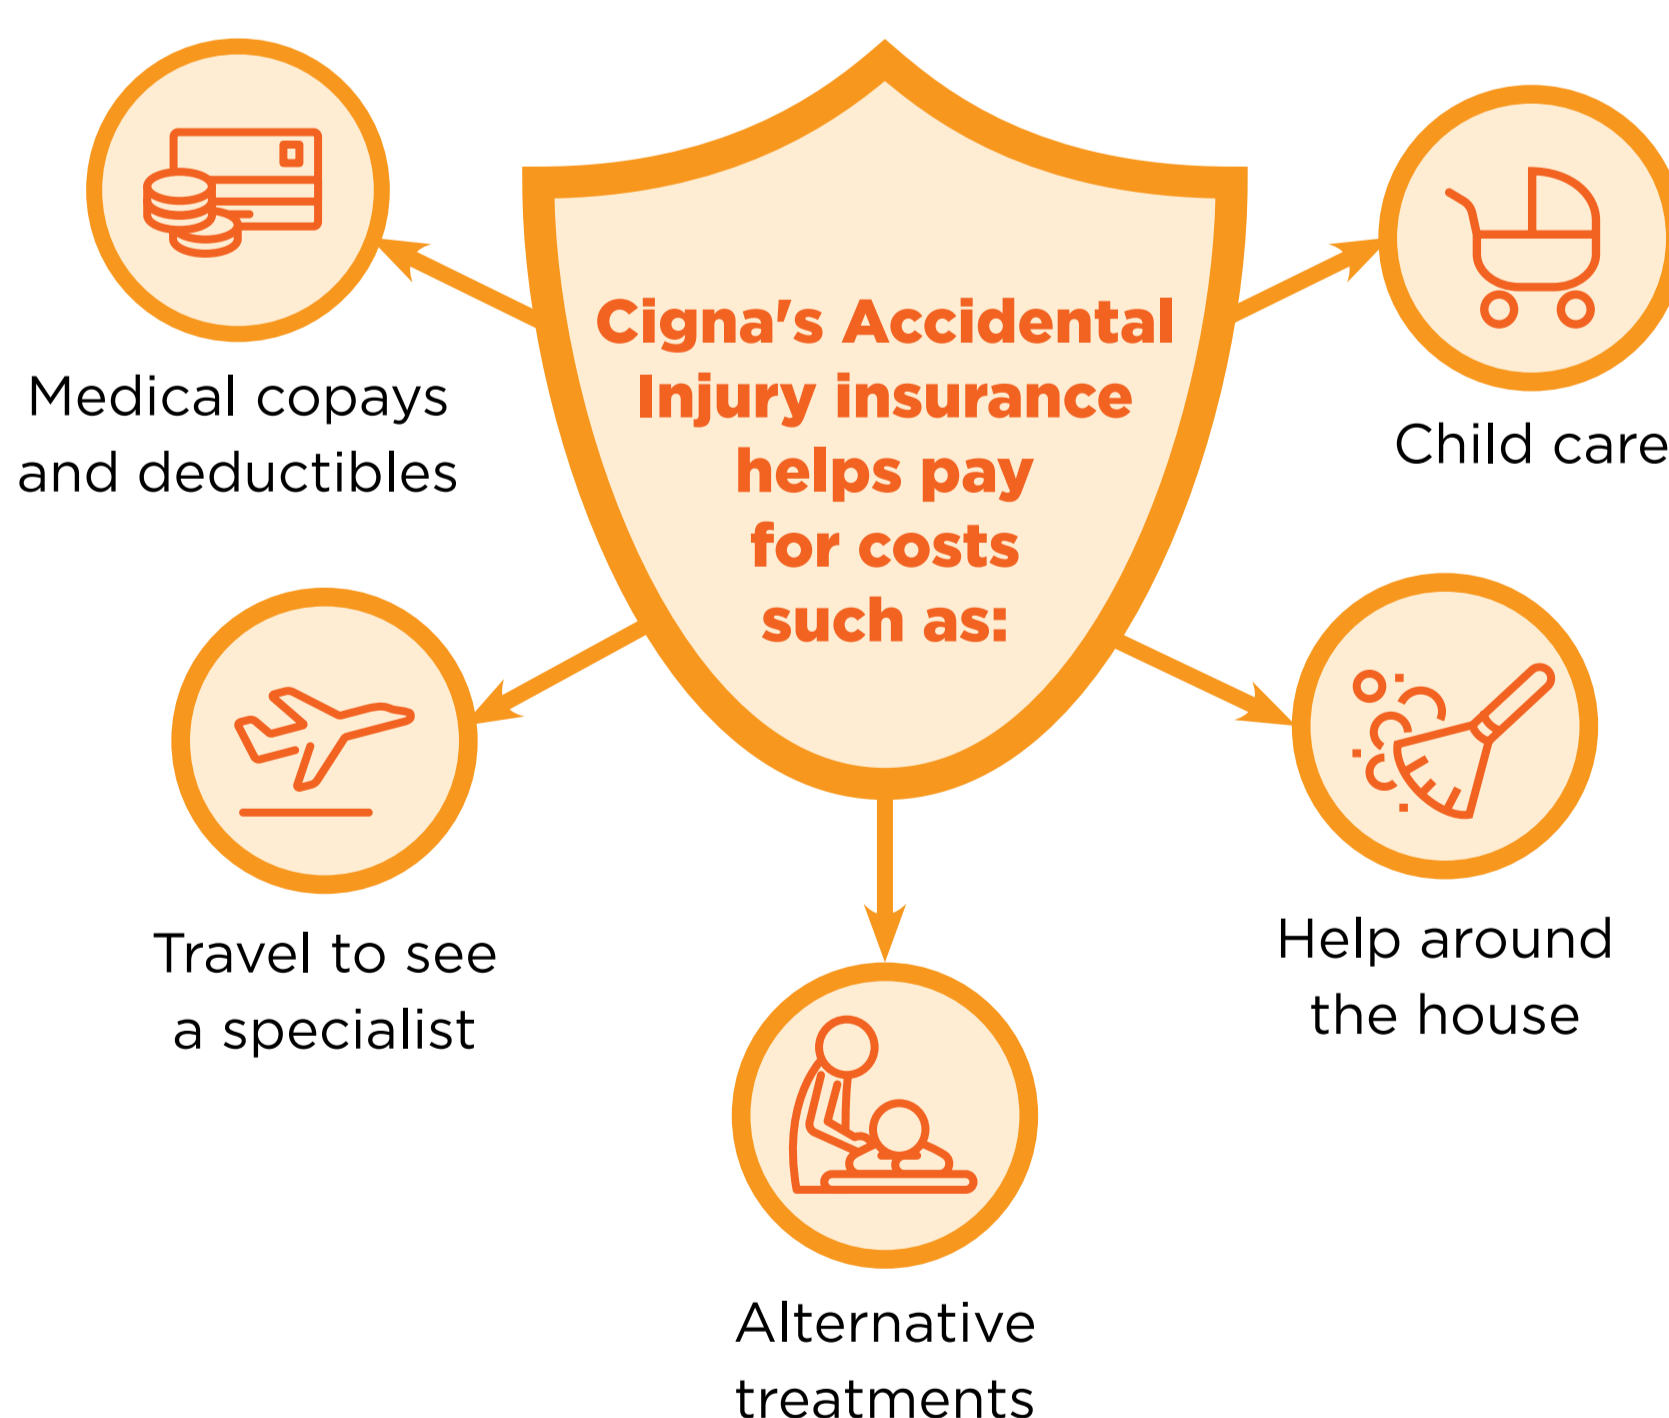 Cigna's Accidental
Injury insurance
helps pay
for costs
such as:
Medical copays
and deductibles
Child care
Travel to see
a specialist
Help around
the house
Alternative
treatments